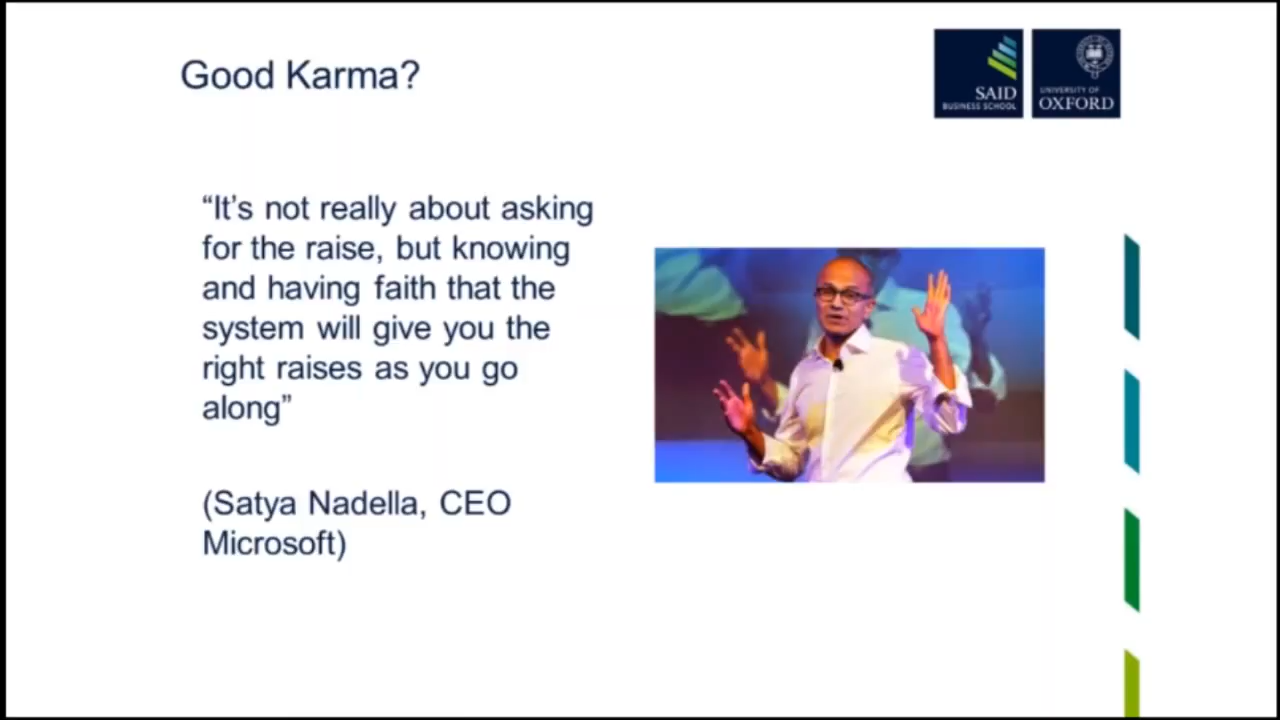 Good Karma?
SAID
BUSINESS SCHOOL
UNIVERSITY OF
OXFORD
“It’s not really about asking
for the raise, but knowing
and having faith that the
system will give you the
right raises as you go
along”
(Satya Nadella, CEO
Microsoft)